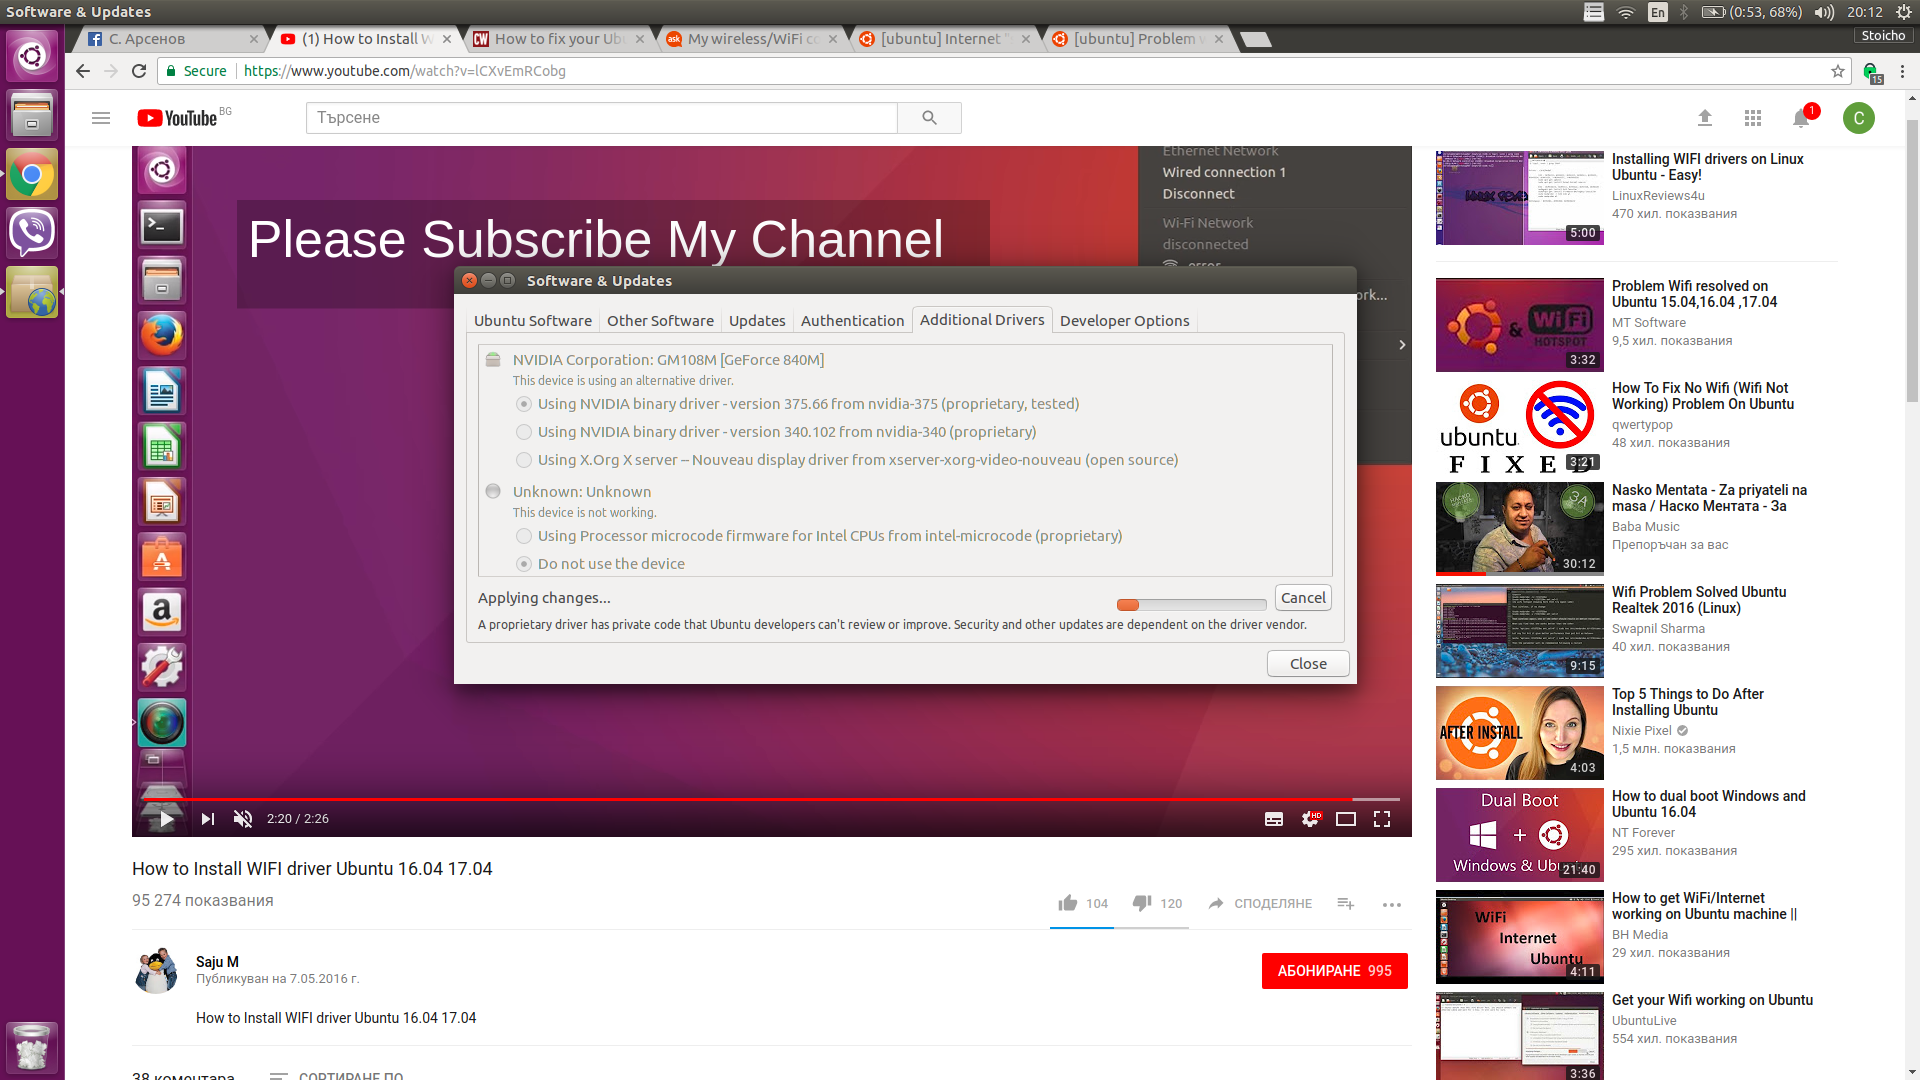 Software & Updates
En
(0:53, 68%)
20:12
С. Арсенов
(1) How to Install W
How to fix your Ub
My wireless/WiFi co
[ubuntu] Internet "
[ubuntu] Problem w
Stoicho
Secure
https://www.youtube.com/watch?v=lCXvEmRCobg
15
YouTube BG
Търсене
1
C
Ethernet Network
Wired connection 1
Disconnect
Wi-Fi Network
disconnected
Please Subscribe My Channel
Software & Updates
Ubuntu Software
Other Software
Updates
Authentication
Additional Drivers
Developer Options
NVIDIA Corporation: GM108M [GeForce 840M]
This device is using an alternative driver.
Using NVIDIA binary driver - version 375.66 from nvidia-375 (proprietary, tested)
Using NVIDIA binary driver - version 340.102 from nvidia-340 (proprietary)
Using X.Org X server -- Nouveau display driver from xserver-xorg-video-nouveau (open source)
Unknown: Unknown
This device is not working.
Using Processor microcode firmware for Intel CPUs from intel-microcode (proprietary)
Do not use the device
Applying changes...
Cancel
A proprietary driver has private code that Ubuntu developers can't review or improve. Security and other updates are dependent on the driver vendor.
Close
2:20 / 2:26
HD
How to Install WIFI driver Ubuntu 16.04 17.04
95 274 показвания
104
120
СПОДЕЛЯНЕ
Saju M
Публикуван на 7.05.2016 г.
АБОНИРАНЕ 995
How to Install WIFI driver Ubuntu 16.04 17.04
38 коментара
СОРТИРАНЕ ПО
5:00
Installing WIFI drivers on Linux
Ubuntu - Easy!
LinuxReviews4u
470 хил. показвания
& WiFi
HOTSPOT
3:32
Problem Wifi resolved on
Ubuntu 15.04,16.04 ,17.04
MT Software
9,5 хил. показвания
ubuntu
FIXED
3:21
How To Fix No Wifi (Wifi Not
Working) Problem On Ubuntu
qwertypop
48 хил. показвания
30:12
Nasko Mentata - Za priyateli na
masa / Наско Ментата - За
Baba Music
Препоръчан за вас
9:15
Wifi Problem Solved Ubuntu
Realtek 2016 (Linux)
Swapnil Sharma
40 хил. показвания
AFTER INSTALL
4:03
Top 5 Things to Do After
Installing Ubuntu
Nixie Pixel
1,5 млн. показвания
Dual Boot
+
Windows & Ubu
21:40
How to dual boot Windows and
Ubuntu 16.04
NT Forever
295 хил. показвания
WiFi
Internet
Ubuntu
4:11
How to get WiFi/Internet
working on Ubuntu machine ||
BH Media
29 хил. показвания
3:36
Get your Wifi working on Ubuntu
UbuntuLive
554 хил. показвания